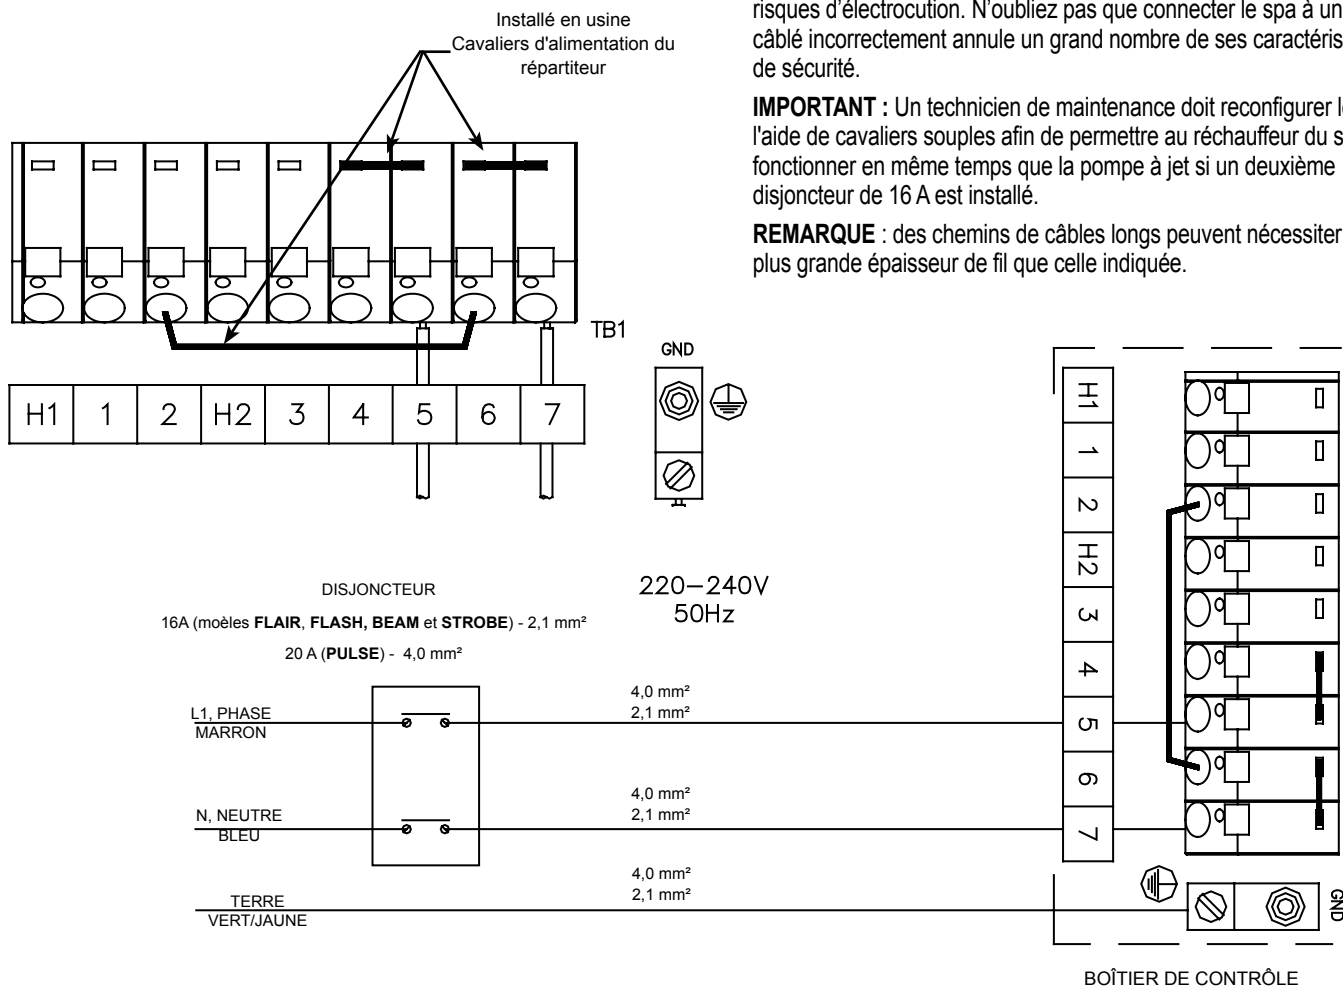 Installé en usine
Cavaliers d'alimentation du
répartiteur
risques d’électrocution. N’oubliez pas que connecter le spa à un
câblé incorrectement annule un grand nombre de ses
de sécurité.
IMPORTANT : Un technicien de maintenance doit reconfigurer
l'aide de cavaliers souples afin de permettre au réchauffeur du
fonctionner en même temps que la pompe à jet si un deuxième
disjoncteur de 16 A est installé.
REMARQUE : des chemins de câbles longs peuvent nécessiter
plus grande épaisseur de fil que celle indiquée.
TB1
H1 1 2 H2 3 4 5 6 7
GND
220-240V
50Hz
DISJONCTEUR
16A (moèles FLAIR, FLASH, BEAM et STROBE) - 2,1 mm²
20 A (PULSE) - 4,0 mm²
L1, PHASE
MARRON
4,0 mm²
2,1 mm²
N, NEUTRE
BLEU
4,0 mm²
2,1 mm²
TERRE
VERT/JAUNE
4,0 mm²
2,1 mm²
H1
1
2
H2
3
4
5
6
7
GND
BOÎTIER DE CONTRÔLE